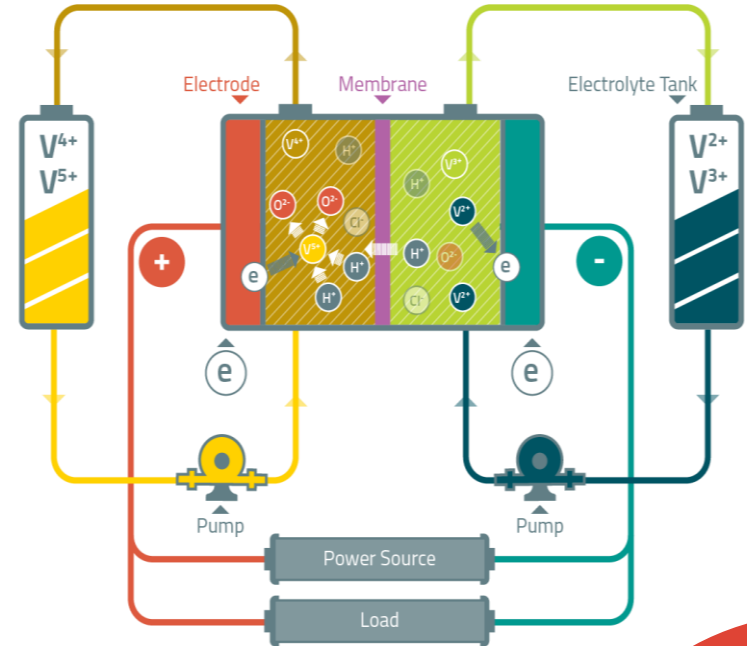 Electrode
Membrane
Electrolyte Tank
V⁴⁺
V⁵⁺
V²⁺
V³⁺
V⁴⁺
H⁺
V³⁺
H⁺
O²⁻
O²⁻
V²⁺
Cl⁻
+
V⁵⁺
H⁺
H⁺
O²⁻
e
e
-
H⁺
Cl⁻
V²⁺
e
e
Pump
Pump
Power Source
Load